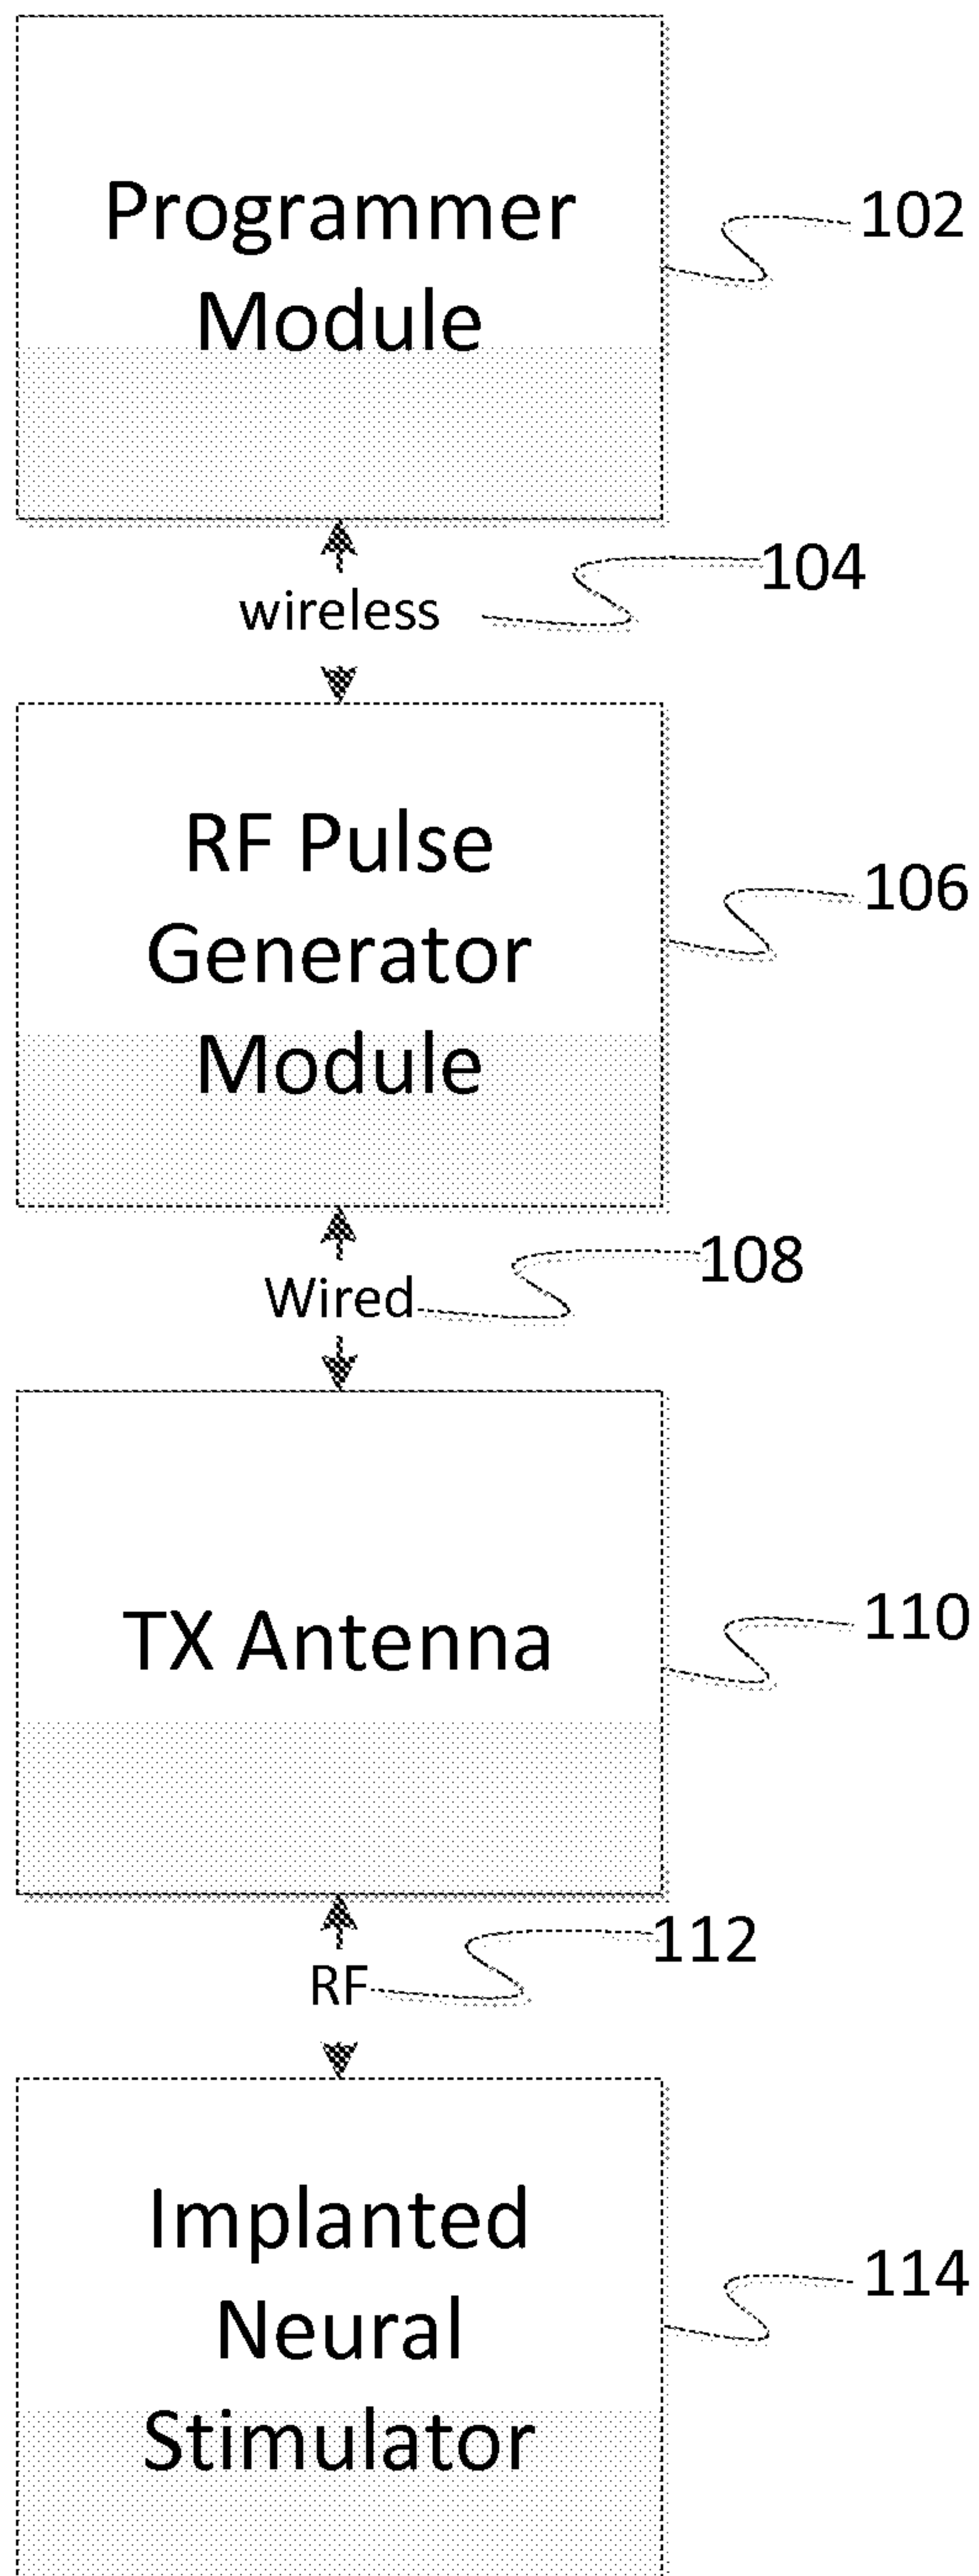 Programmer
Module
102
104
wireless
RF Pulse
Generator
Module
106
108
Wired
TX Antenna
110
112
RF
Implanted
Neural
Stimulator
114